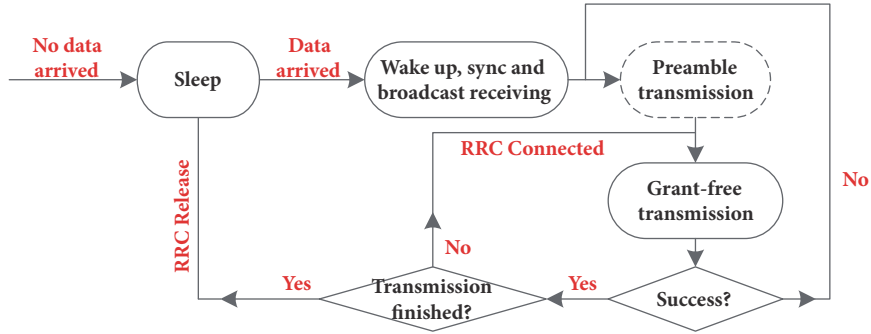 No data
arrived
Sleep
Data
arrived
Wake up, sync and
broadcast receiving
Preamble
transmission
RRC Connected
Grant-free
transmission
No
RRC Release
No
Yes
Transmission
finished?
Yes
Success?